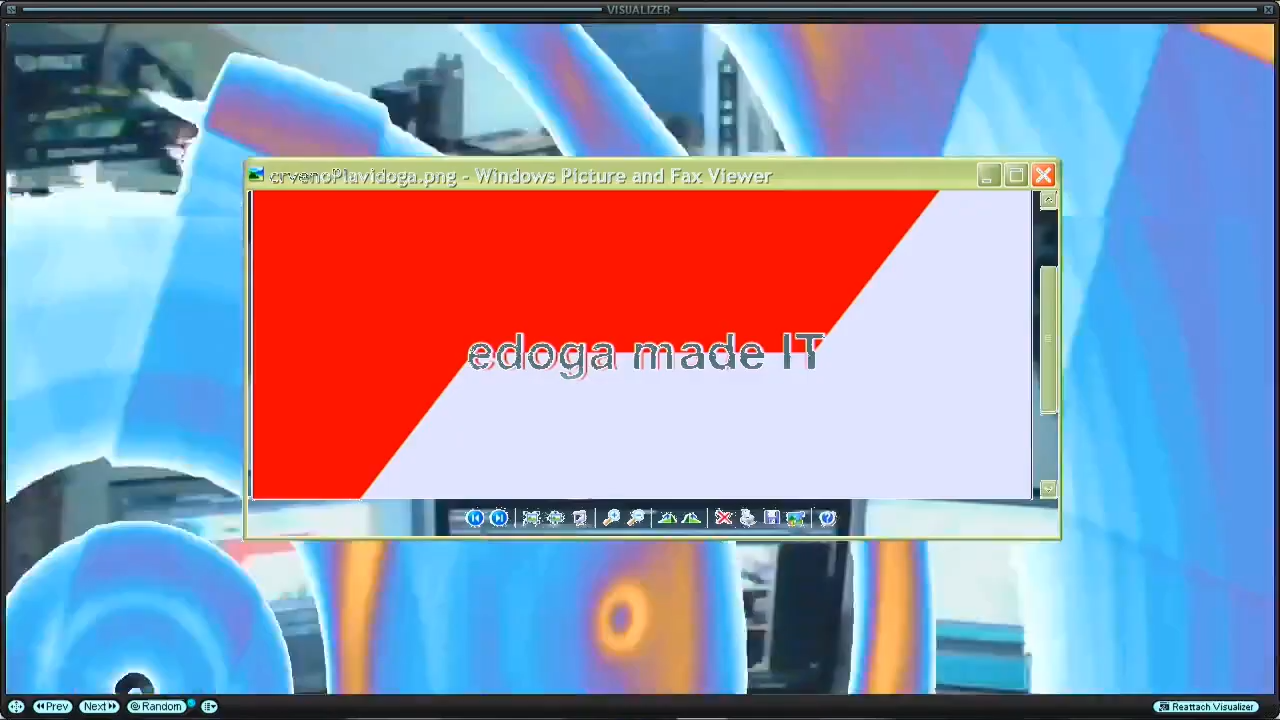 VISUALIZER
crvenoPlavidoga.png - Windows Picture and Fax Viewer
edoga made IT
Prev
Next
Random
Reattach Visualizer